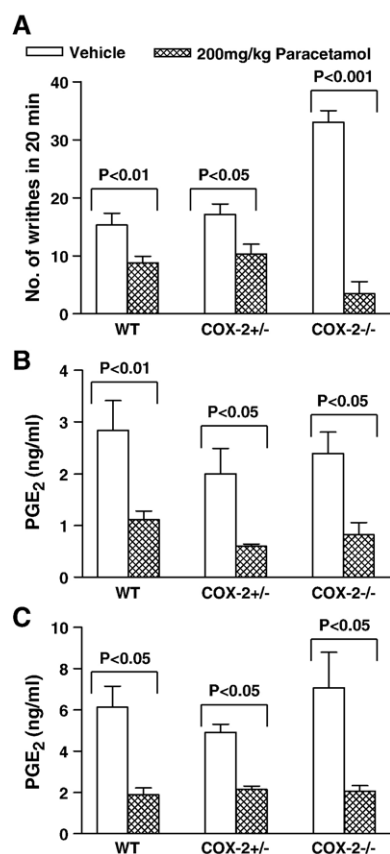 A
Vehicle 200mg/kg Paracetamol
No. of writhes in 20 min
40
30
20
10
0
P<0.01
P<0.05
P<0.001
WT COX-2+/- COX-2-/-
B
PGE2 (ng/ml)
4
3
2
1
0
P<0.01
P<0.05
P<0.05
WT COX-2+/- COX-2-/-
C
PGE2 (ng/ml)
10
8
6
4
2
0
P<0.05
P<0.05
P<0.05
WT COX-2+/- COX-2-/-